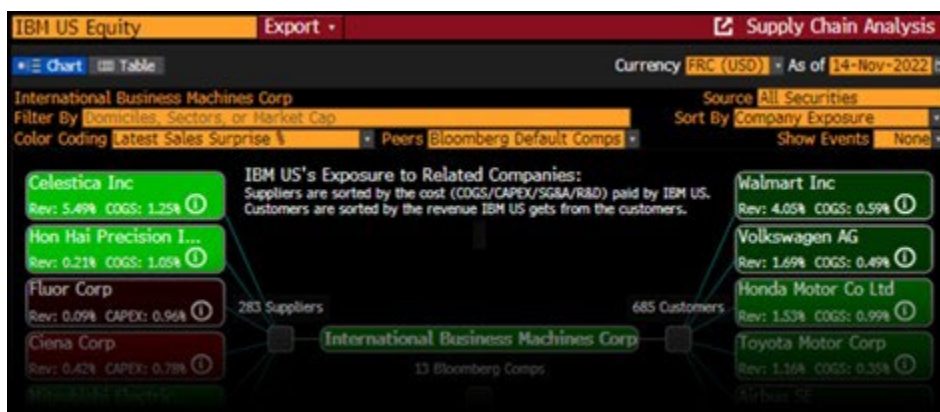 IBM US Equity Export Supply Chain Analysis
Chart Table Currency FRC (USD) As of 14-Nov-2022
International Business Machines Corp Source All Securities
Filter By Domiciles, Sectors, or Market Cap Sort By Company Exposure
Color Coding Latest Sales Surprise % Peers Bloomberg Default Comps Show Events None
IBM US's Exposure to Related Companies:
Suppliers are sorted by the cost (COGS/CAPEX/SG&A/R&D) paid by IBM US.
Customers are sorted by the revenue IBM US gets from the customers.
Celestica Inc
Rev: 5.49% COGS: 1.25%
Hon Hai Precision I...
Rev: 0.21% COGS: 1.05%
Fluor Corp
Rev: 0.09% CAPEX: 0.96%
Ciena Corp
Rev: 0.42% CAPEX: 0.78%
Mitsubishi Electric
283 Suppliers
International Business Machines Corp
13 Bloomberg Comps
685 Customers
Walmart Inc
Rev: 4.05% COGS: 0.59%
Volkswagen AG
Rev: 1.69% COGS: 0.49%
Honda Motor Co Ltd
Rev: 1.53% COGS: 0.99%
Toyota Motor Corp
Rev: 1.16% COGS: 0.35%
Airbus SE